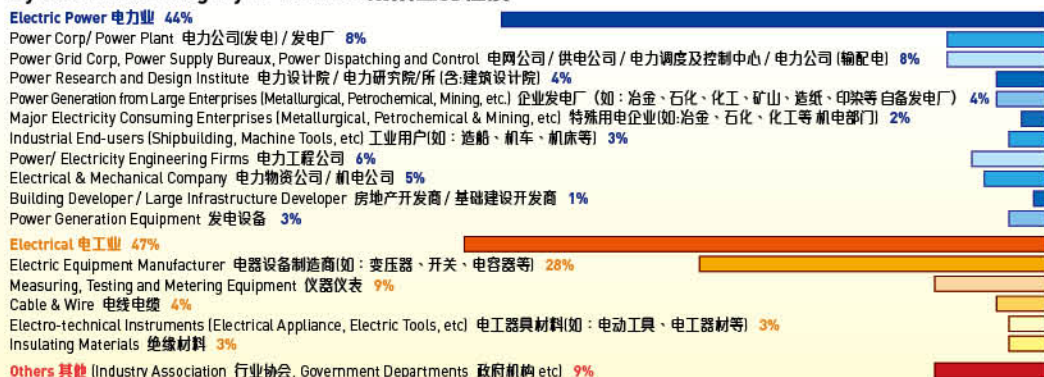 Electric Power 电力业 44%
Power Corp/ Power Plant 电力公司(发电) / 发电厂 8%
Power Grid Corp, Power Supply Bureaux, Power Dispatching and Control 电网公司 / 供电公司 / 电力调度及控制中心 / 电力公司 (输配电) 8%
Power Research and Design Institute 电力设计院 / 电力研究院/所 (含:建筑设计院) 4%
Power Generation from Large Enterprises (Metallurgical, Petrochemical, Mining, etc.) 企业发电厂 (如：冶金、石化、化工、矿山、造纸、印染等 自备发电厂) 4%
Major Electricity Consuming Enterprises (Metallurgical, Petrochemical & Mining, etc) 特殊用电企业(如:冶金、石化、化工等 机电部门) 2%
Industrial End-users (Shipbuilding, Machine Tools, etc) 工业用户(如：造船、机车、机床等) 3%
Power/ Electricity Engineering Firms 电力工程公司 6%
Electrical & Mechanical Company 电力物资公司 / 机电公司 5%
Building Developer / Large Infrastructure Developer 房地产开发商 / 基础建设开发商 1%
Power Generation Equipment 发电设备 3%
Electrical 电工业 47%
Electric Equipment Manufacturer 电器设备制造商(如：变压器、开关、电容器等) 28%
Measuring, Testing and Metering Equipment 仪器仪表 9%
Cable & Wire 电线电缆 4%
Electro-technical Instruments (Electrical Appliance, Electric Tools, etc) 电工器具材料(如：电动工具、电工器材等) 3%
Insulating Materials 绝缘材料 3%
Others 其他 (Industry Association 行业协会, Government Departments 政府机构 etc) 9%